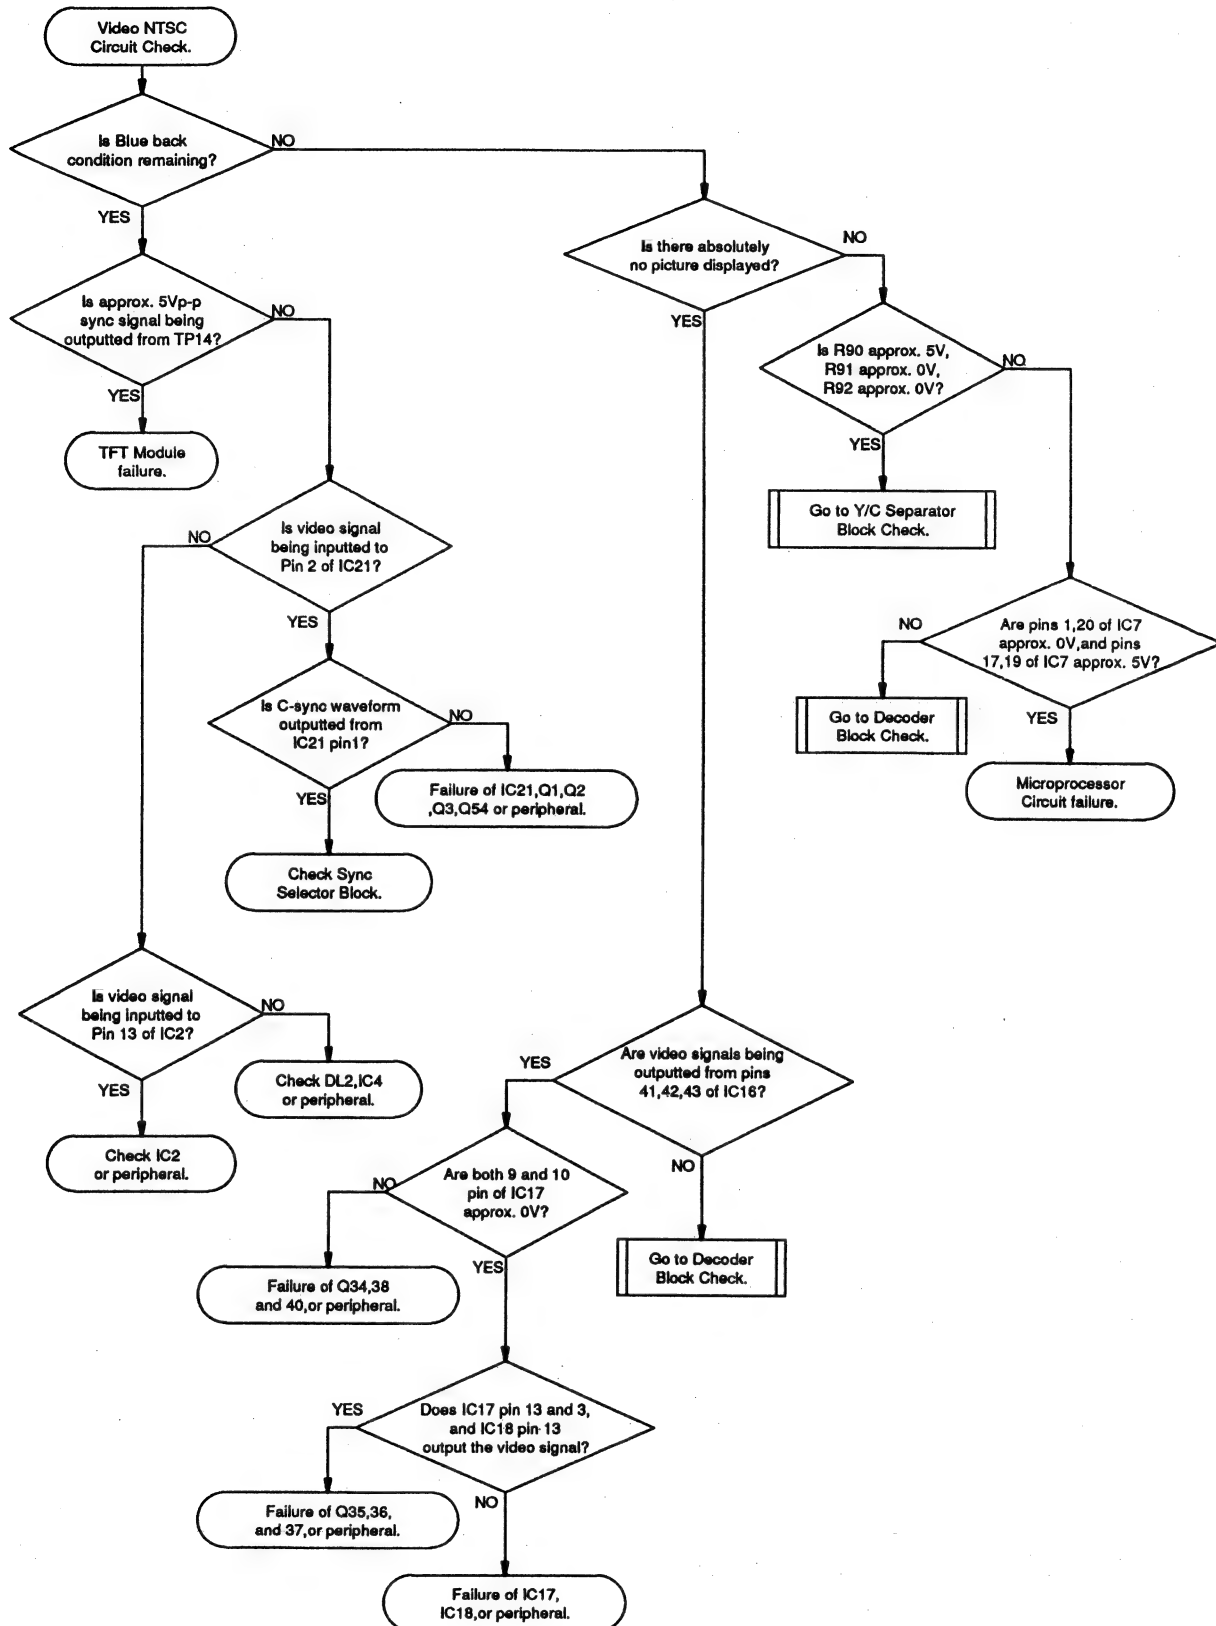 Video NTSC
Circuit Check.
Is Blue back
condition remaining?
NO
YES
Is there absolutely
no picture displayed?
NO
YES
Is approx. 5Vp-p
sync signal being
outputted from TP14?
NO
YES
Is R90 approx. 5V,
R91 approx. 0V,
R92 approx. 0V?
NO
YES
TFT Module
failure.
Go to Y/C Separator
Block Check.
Is video signal
being inputted to
Pin 2 of IC21?
NO
YES
Are pins 1,20 of IC7
approx. 0V,and pins
17,19 of IC7 approx. 5V?
NO
YES
Is C-sync waveform
outputted from
IC21 pin1?
NO
YES
Go to Decoder
Block Check.
Microprocessor
Circuit failure.
Failure of IC21,Q1,Q2
,Q3,Q54 or peripheral.
Check Sync
Selector Block.
Is video signal
being inputted to
Pin 13 of IC2?
NO
YES
Are video signals being
outputted from pins
41,42,43 of IC16?
YES
NO
Check DL2,IC4
or peripheral.
Check IC2
or peripheral.
Are both 9 and 10
pin of IC17
approx. 0V?
NO
YES
Go to Decoder
Block Check.
Failure of Q34,38
and 40,or peripheral.
Does IC17 pin 13 and 3,
and IC18 pin 13
output the video signal?
YES
NO
Failure of Q35,36,
and 37,or peripheral.
Failure of IC17,
IC18,or peripheral.